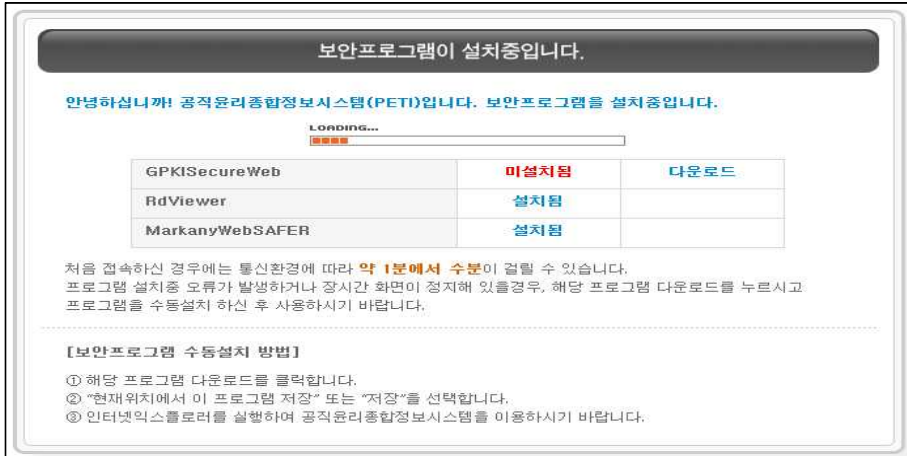 보안프로그램이 설치중입니다.
안녕하십니까! 공직윤리종합정보시스템(PETI)입니다. 보안프로그램을 설치중입니다.
LOADING...
GPKISecureWeb 미설치됨 다운로드
RdViewer 설치됨
MarkanyWebSAFER 설치됨
처음 접속하신 경우에는 통신환경에 따라 약 1분에서 수분이 걸릴 수 있습니다.
프로그램 설치중 오류가 발생하거나 장시간 화면이 정지해 있을경우, 해당 프로그램 다운로드를 누르시고
프로그램을 수동설치 하신 후 사용하시기 바랍니다.
[보안프로그램 수동설치 방법]
① 해당 프로그램 다운로드를 클릭합니다.
② “현재위치에서 이 프로그램 저장” 또는 “저장”을 선택합니다.
③ 인터넷익스플로러를 실행하여 공직윤리종합정보시스템을 이용하시기 바랍니다.